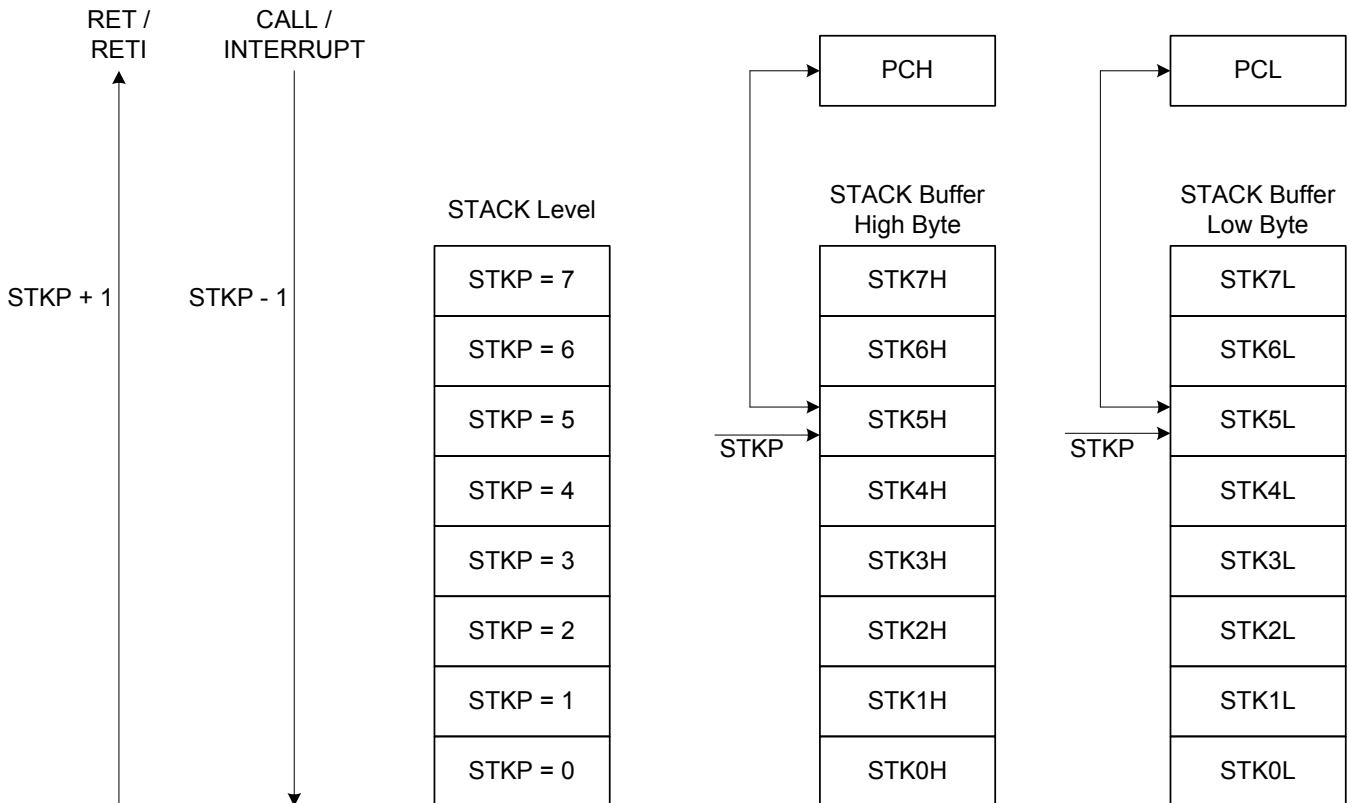 RET /
RETI
CALL /
INTERRUPT
PCH
PCL
STACK Level
STACK Buffer
High Byte
STACK Buffer
Low Byte
STKP + 1
STKP - 1
STKP = 7
STK7H
STK7L
STKP = 6
STK6H
STK6L
STKP = 5
STK5H
STK5L
STKP
STKP
STKP = 4
STK4H
STK4L
STKP = 3
STK3H
STK3L
STKP = 2
STK2H
STK2L
STKP = 1
STK1H
STK1L
STKP = 0
STK0H
STK0L